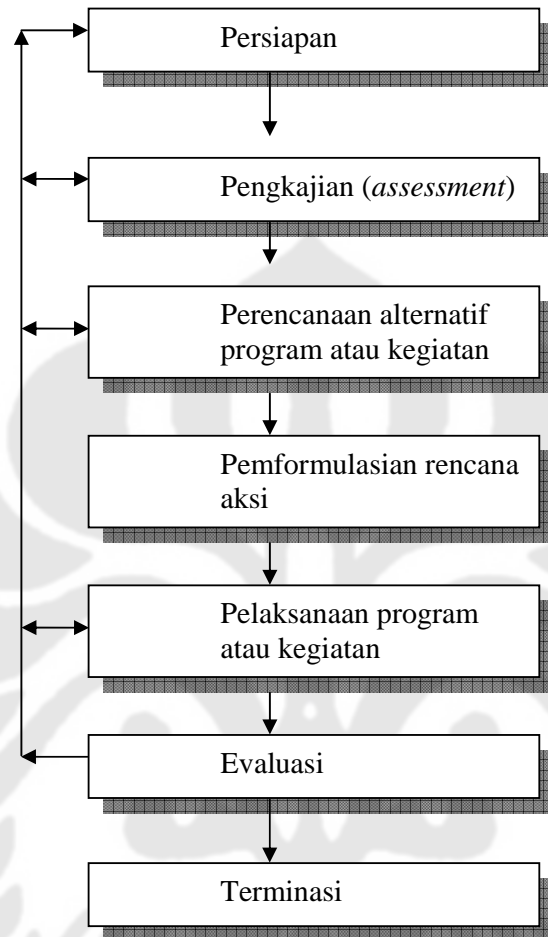 Persiapan
Pengkajian (assessment)
Perencanaan alternatif
program atau kegiatan
Pemformulasian rencana
aksi
Pelaksanaan program
atau kegiatan
Evaluasi
Terminasi